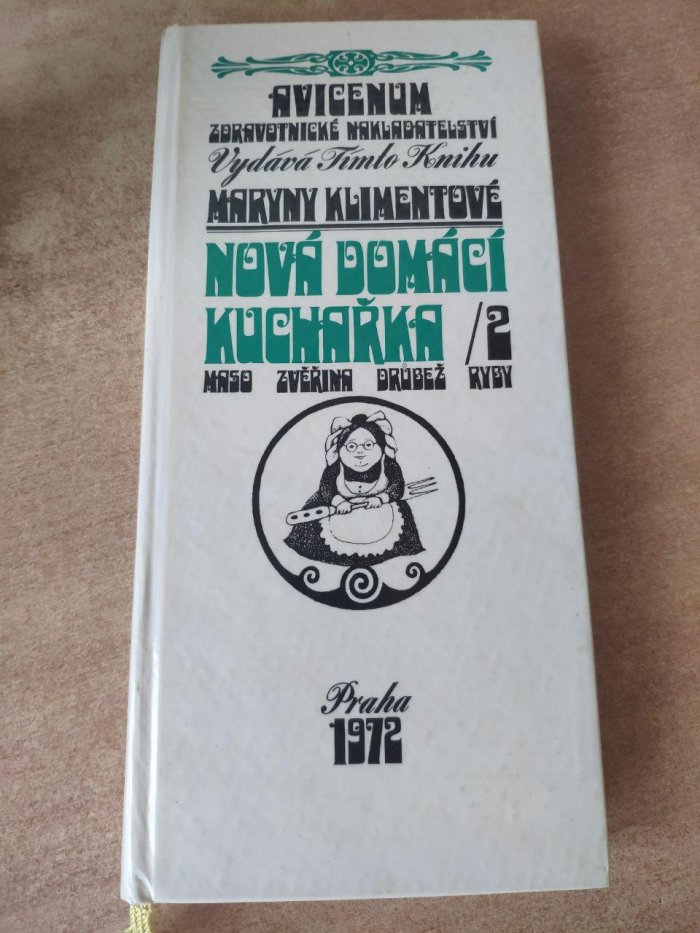 AVICENUM
ZDRAVOTNICKÉ NAKLADATELSTVÍ
Vydává Tímto Knihu
MARYNY KLIMENTOVÉ
NOVÁ DOMÁCÍ
KUCHAŘKA /2
MASO ZVĚŘINA DRŮBEŽ RYBY
Praha
1972